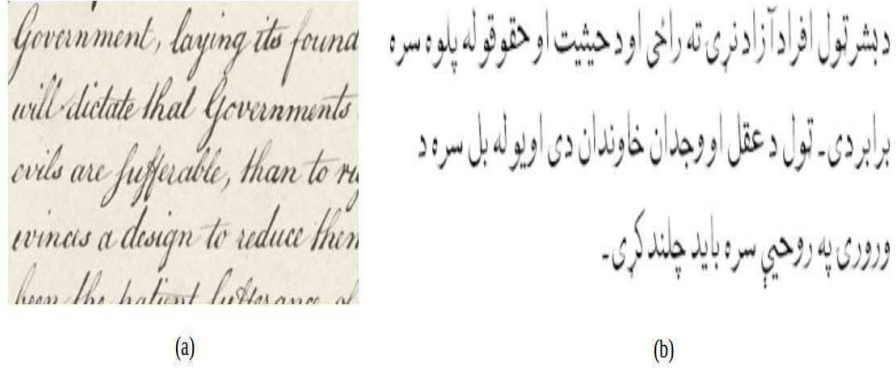 Government, laying its found
will dictate that Governments
evils are sufferable, than to ri
evinces a design to reduce them
been the patient sufferance of
(a)
د بشر ټول افراد آزاد نړۍ ته راځي او د حيثيت او حقوقو له پلوه سره
برابر دي۔ ټول د عقل او وجدان خاوندان دي او يو له بل سره د
ورورۍ په روحيې سره بايد چلند کړي۔
(b)